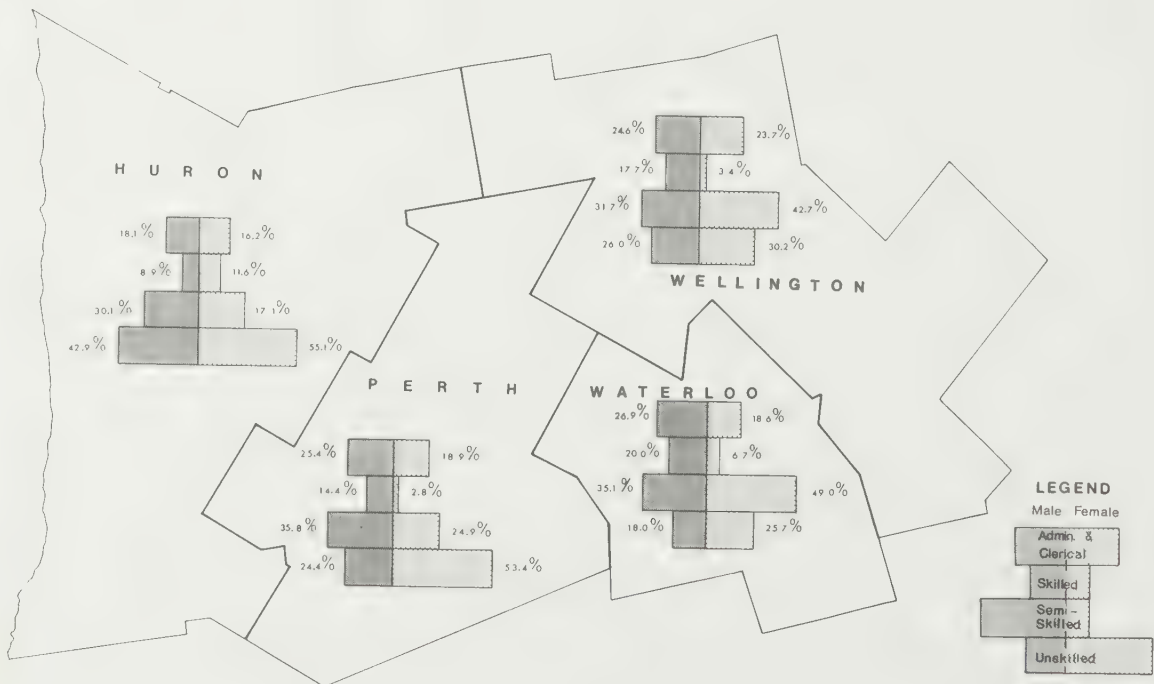 HURON
18.1% 16.2%
8.9% 11.6%
30.1% 17.1%
42.9% 55.1%
24.6% 23.7%
17.7% 3.4%
31.7% 42.7%
26.0% 30.2%
WELLINGTON
PERTH
25.4% 18.9%
14.4% 2.8%
35.8% 24.9%
24.4% 53.4%
WATERLOO
26.9% 18.6%
20.0% 6.7%
35.1% 49.0%
18.0% 25.7%
LEGEND
Male Female
Admin. &
Clerical
Skilled
Semi-
Skilled
Unskilled